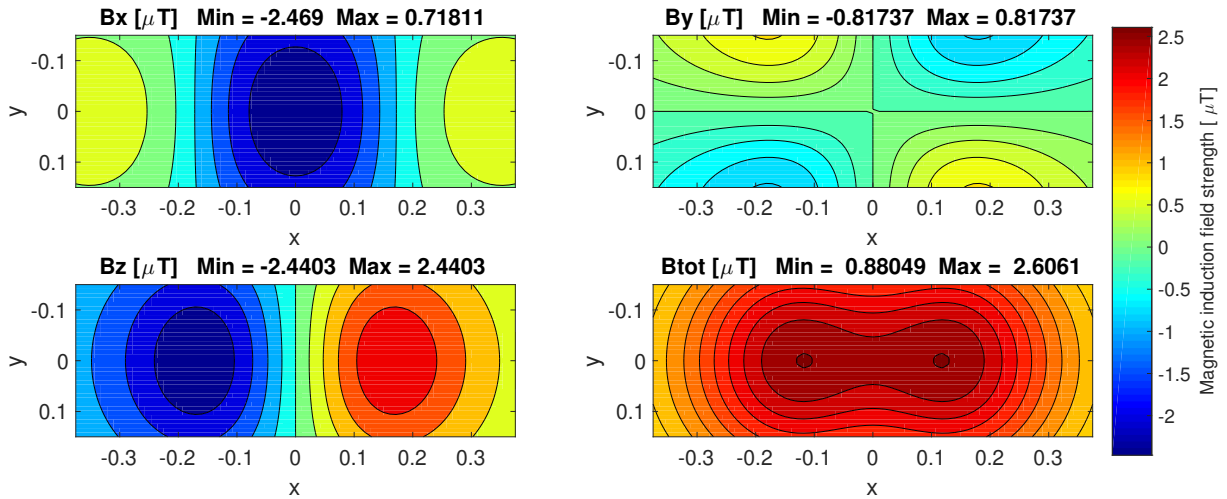 Bx [μT] Min = -2.469 Max = 0.71811
y
-0.1
0
0.1
-0.3 -0.2 -0.1 0 0.1 0.2 0.3
x
By [μT] Min = -0.81737 Max = 0.81737
y
-0.1
0
0.1
-0.3 -0.2 -0.1 0 0.1 0.2 0.3
x
Bz [μT] Min = -2.4403 Max = 2.4403
y
-0.1
0
0.1
-0.3 -0.2 -0.1 0 0.1 0.2 0.3
x
Btot [μT] Min = 0.88049 Max = 2.6061
y
-0.1
0
0.1
-0.3 -0.2 -0.1 0 0.1 0.2 0.3
x
2.5
2
1.5
1
0.5
0
-0.5
-1
-1.5
-2
Magnetic induction field strength [ μT]